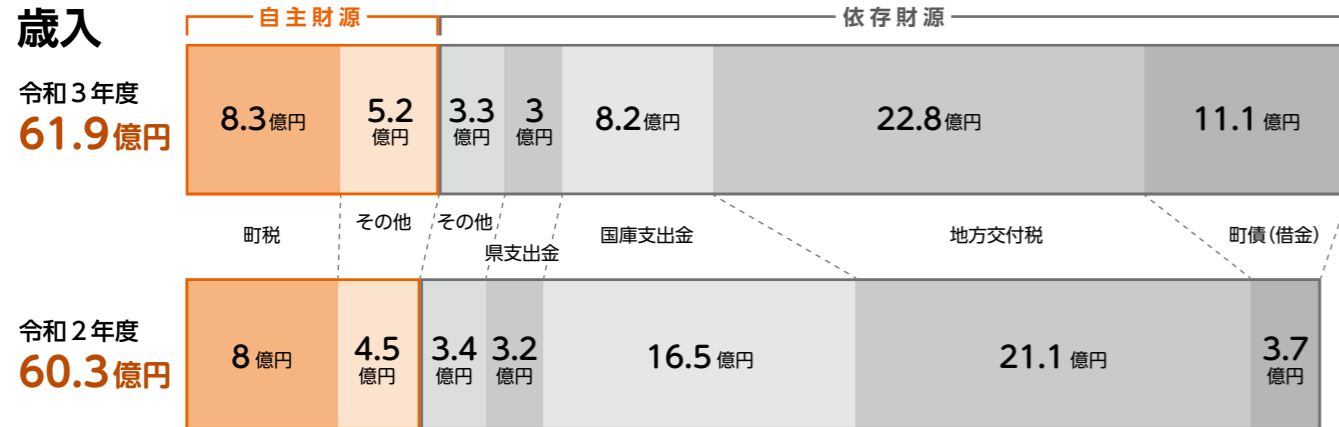 歳入
自主財源
依存財源
令和3年度
61.9億円
8.3億円
5.2
億円
3.3
億円
3
億円
8.2億円
22.8億円
11.1億円
町税
その他
その他
県支出金
国庫支出金
地方交付税
町債(借金)
令和2年度
60.3億円
8億円
4.5
億円
3.4
億円
3.2
億円
16.5億円
21.1億円
3.7
億円